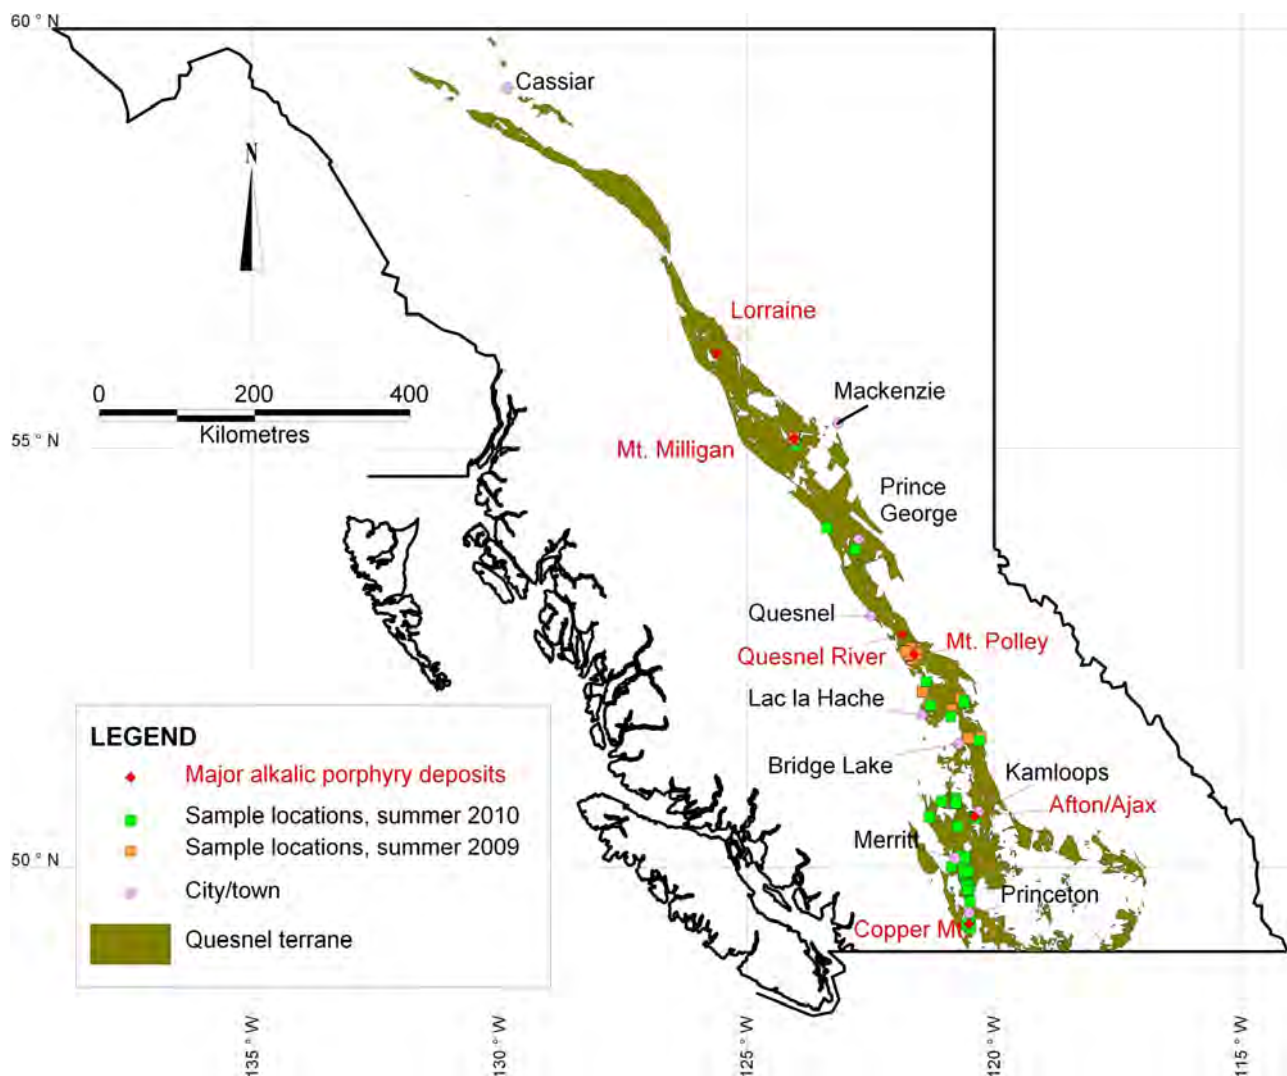 60 ° N
Cassiar
N
Lorraine
0 200 400
Kilometres
Mackenzie
55 ° N
Mt. Milligan
Prince
George
Quesnel
Mt. Polley
Quesnel River
Lac la Hache
Bridge Lake
Kamloops
Afton/Ajax
Merritt
50 ° N
Princeton
Copper Mt.
LEGEND
Major alkalic porphyry deposits
Sample locations, summer 2010
Sample locations, summer 2009
City/town
Quesnel terrane
135 ° W
130 ° W
125 ° W
120 ° W
115 ° W